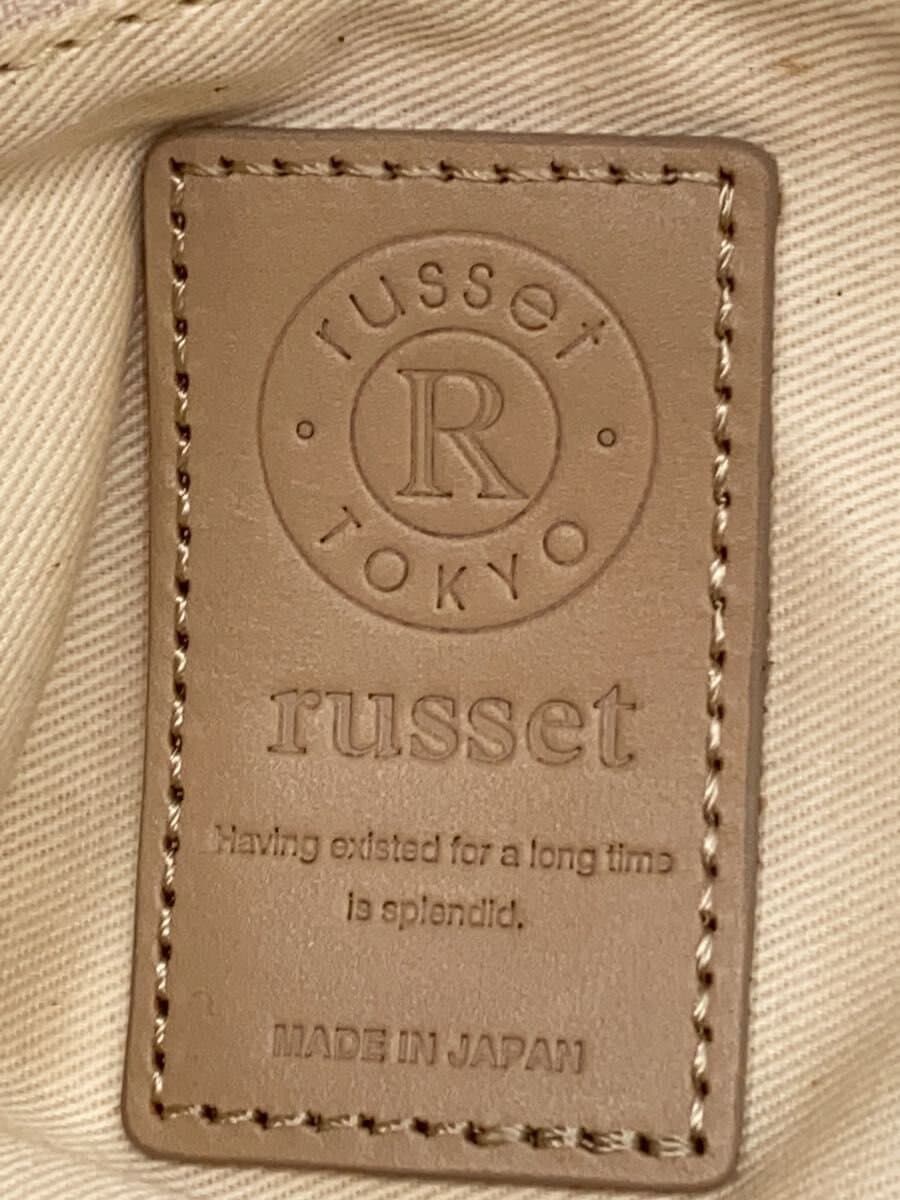 russet
R
TOKYO
russet
Having existed for a long time
is splendid.
MADE IN JAPAN